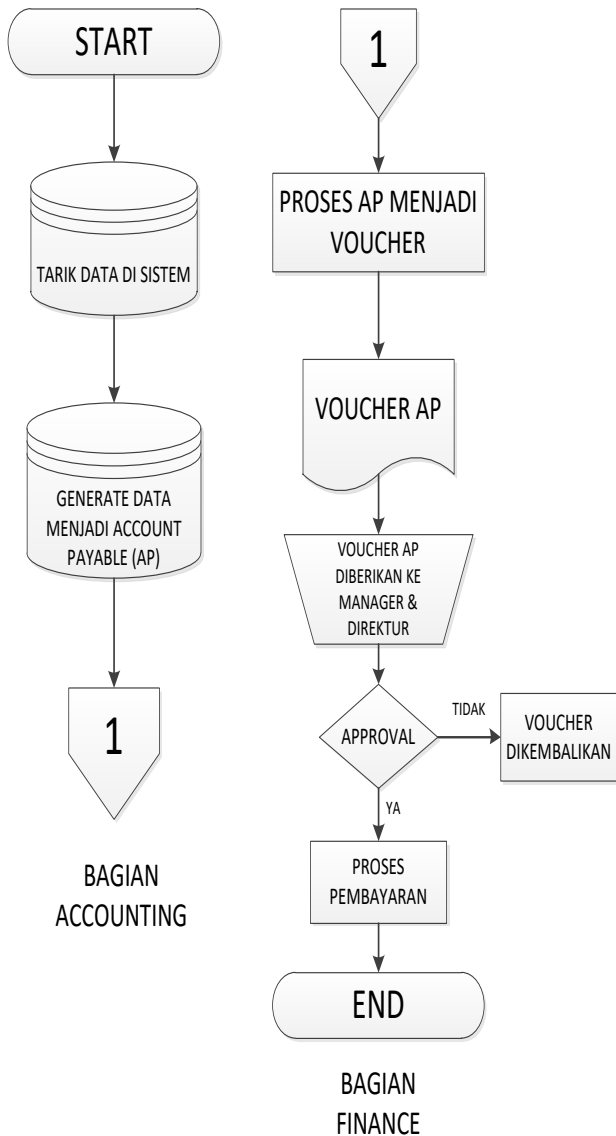 START
TARIK DATA DI SISTEM
GENERATE DATA
MENJADI ACCOUNT
PAYABLE (AP)
1
BAGIAN
ACCOUNTING
1
PROSES AP MENJADI
VOUCHER
VOUCHER AP
VOUCHER AP
DIBERIKAN KE
MANAGER &
DIREKTUR
APPROVAL
TIDAK
VOUCHER
DIKEMBALIKAN
YA
PROSES
PEMBAYARAN
END
BAGIAN
FINANCE